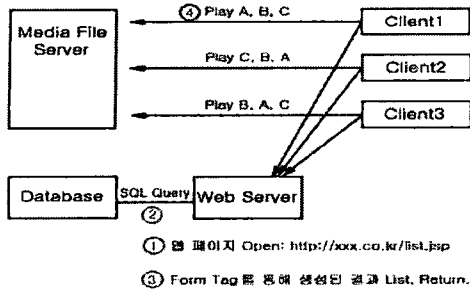 ④ Play A, B, C
Media File Server
Client1
Play C, B, A
Client2
Play B, A, C
Client3
Database
SQL Query
②
Web Server
① 웹 페이지 Open: http://xxx.co.kr/list.jsp
③ Form Tag를 통해 생성된 결과 List, Return.